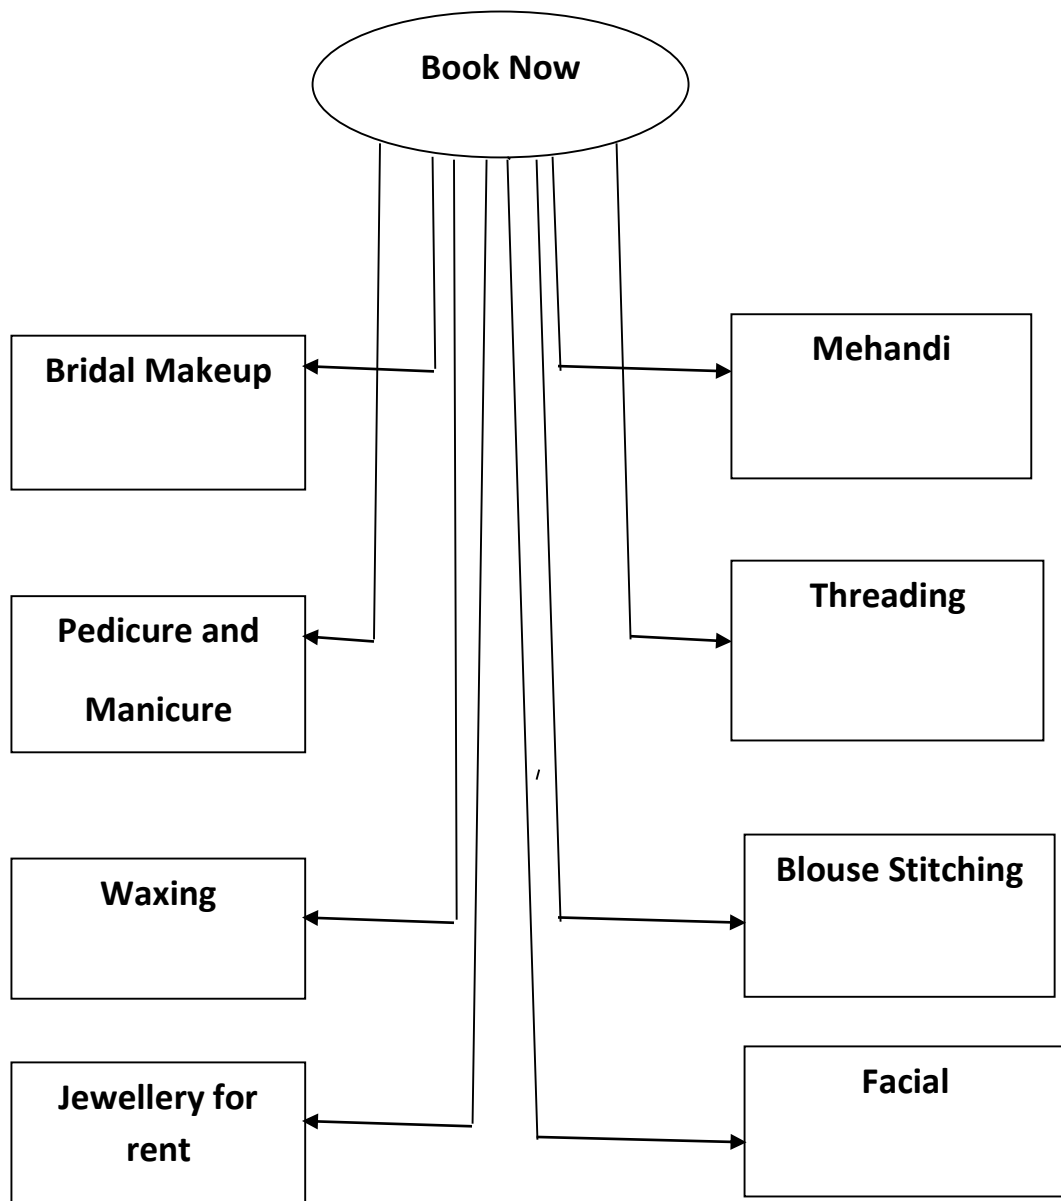 Book Now
Bridal Makeup
Mehandi
Pedicure and
Manicure
Threading
Waxing
Blouse Stitching
Jewellery for
rent
Facial